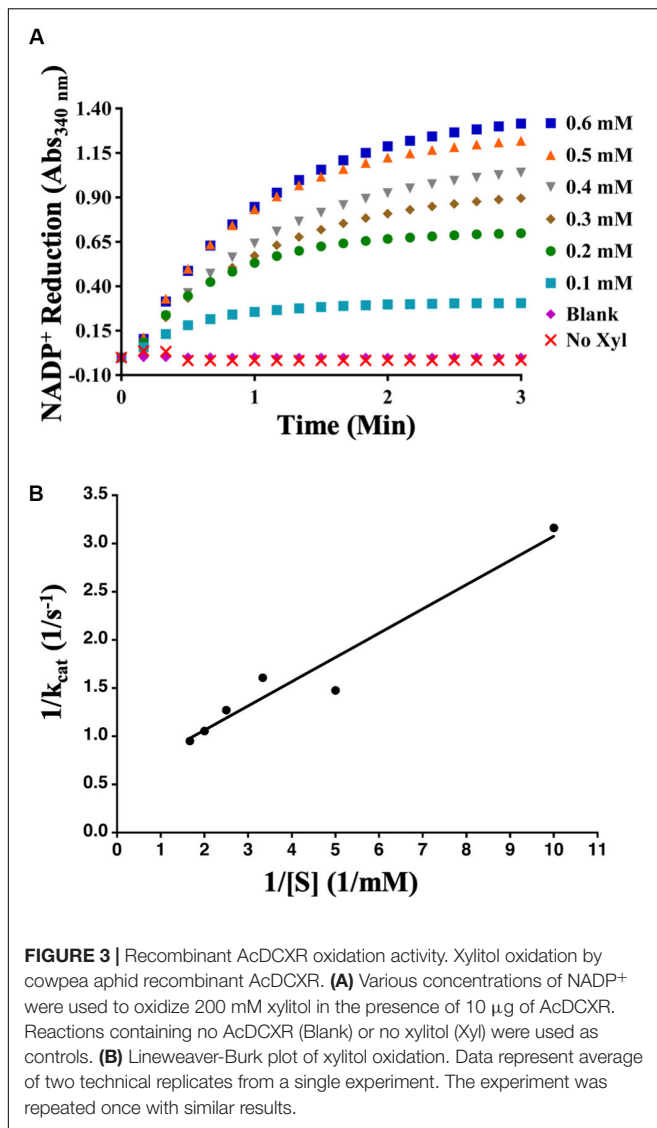 A
NADP+ Reduction (Abs340 nm)
1.40
1.15
0.90
0.65
0.40
0.15
-0.10
0
1
2
3
Time (Min)
0.6 mM
0.5 mM
0.4 mM
0.3 mM
0.2 mM
0.1 mM
Blank
No Xyl
B
1/kcat (1/s-1)
3.5
3.0
2.5
2.0
1.5
1.0
0.5
0.0
0 1 2 3 4 5 6 7 8 9 10 11
1/[S] (1/mM)
FIGURE 3 | Recombinant AcDCXR oxidation activity. Xylitol oxidation by
cowpea aphid recombinant AcDCXR. (A) Various concentrations of NADP+
were used to oxidize 200 mM xylitol in the presence of 10 μg of AcDCXR.
Reactions containing no AcDCXR (Blank) or no xylitol (Xyl) were used as
controls. (B) Lineweaver-Burk plot of xylitol oxidation. Data represent average
of two technical replicates from a single experiment. The experiment was
repeated once with similar results.